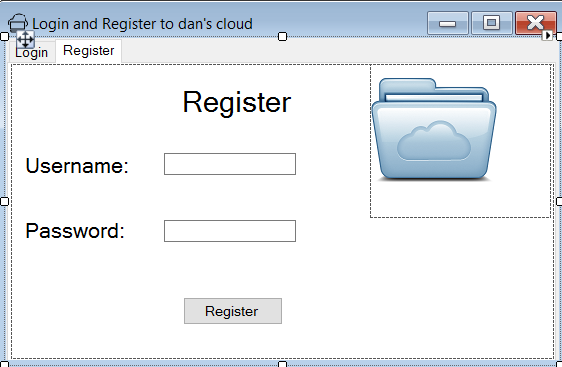 Login and Register to dan's cloud
Login Register
Register
Username:
Password:
Register